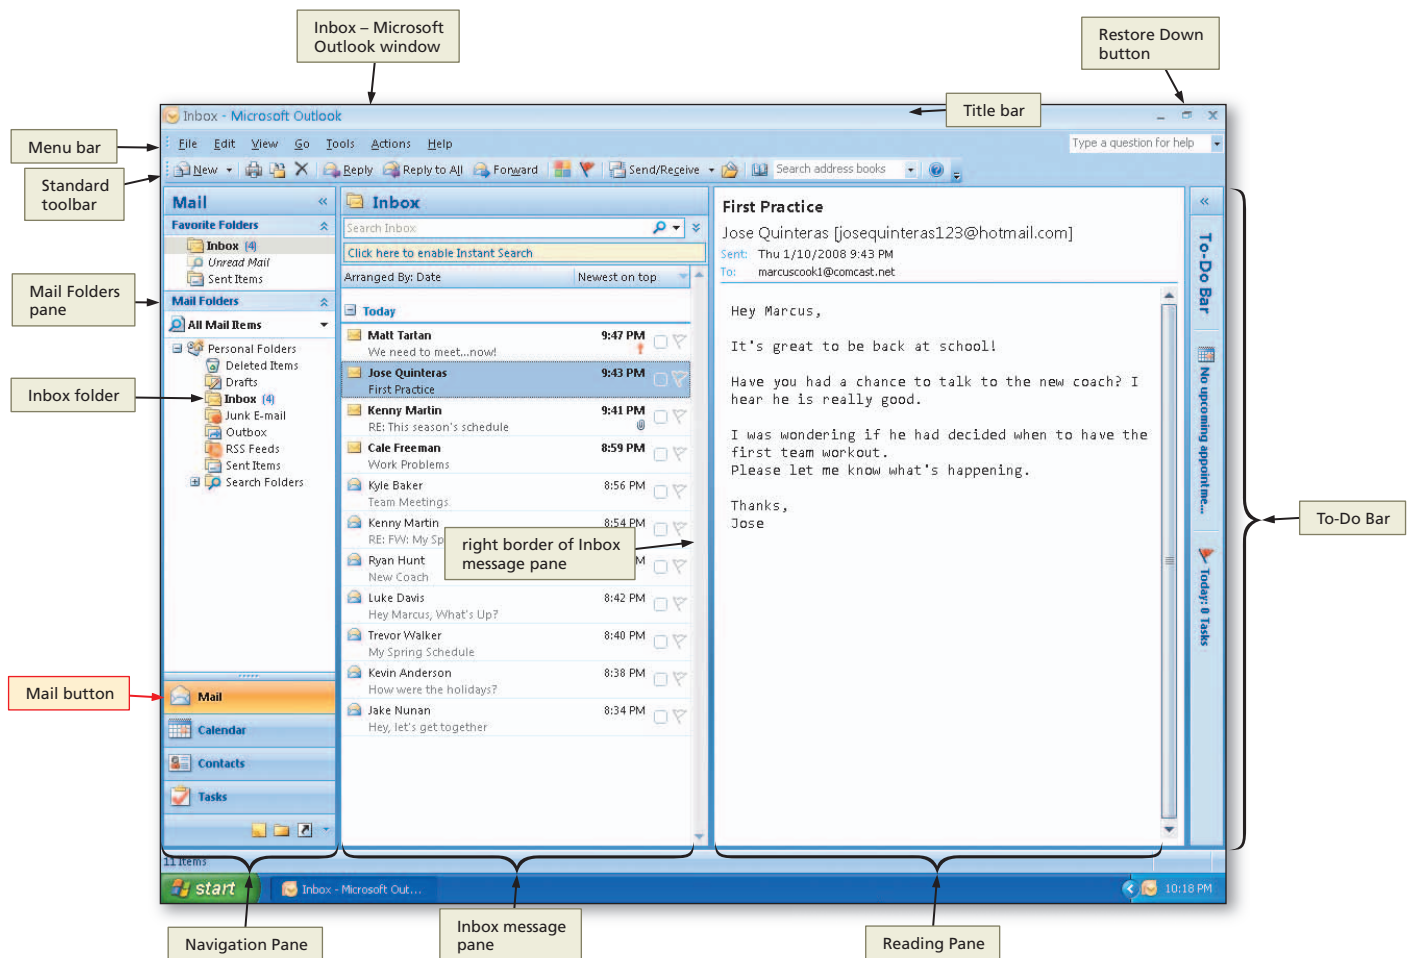 Inbox – Microsoft
Outlook window
Restore Down
button
Title bar
Menu bar
Standard
toolbar
Mail Folders
pane
Inbox folder
Mail button
right border of Inbox
message pane
To-Do Bar
Navigation Pane
Inbox message
pane
Reading Pane
Inbox - Microsoft Outlook
File Edit View Go Tools Actions Help
Type a question for help
New Reply Reply to All Forward Send/Receive Search address books
Mail «
Favorite Folders
Inbox (4)
Unread Mail
Sent Items
Mail Folders
All Mail Items
Personal Folders
Deleted Items
Drafts
Inbox (4)
Junk E-mail
Outbox
RSS Feeds
Sent Items
Search Folders
Mail
Calendar
Contacts
Tasks
Inbox
Search Inbox
Click here to enable Instant Search
Arranged By: Date Newest on top
Today
Matt Tartan 9:47 PM
We need to meet...now!
Jose Quinteras 9:43 PM
First Practice
Kenny Martin 9:41 PM
RE: This season's schedule
Cale Freeman 8:59 PM
Work Problems
Kyle Baker 8:56 PM
Team Meetings
Kenny Martin 8:54 PM
RE: FW: My Sp
Ryan Hunt M
New Coach
Luke Davis 8:42 PM
Hey Marcus, What's Up?
Trevor Walker 8:40 PM
My Spring Schedule
Kevin Anderson 8:38 PM
How were the holidays?
Jake Nunan 8:34 PM
Hey, let's get together
First Practice
Jose Quinteras [josequinteras123@hotmail.com]
Sent: Thu 1/10/2008 9:43 PM
To: marcuscook1@comcast.net
Hey Marcus,
It's great to be back at school!
Have you had a chance to talk to the new coach? I
hear he is really good.
I was wondering if he had decided when to have the
first team workout.
Please let me know what's happening.
Thanks,
Jose
«
To-Do Bar
No upcoming appointme...
Today: 0 Tasks
11 Items
start
Inbox - Microsoft Out...
10:18 PM